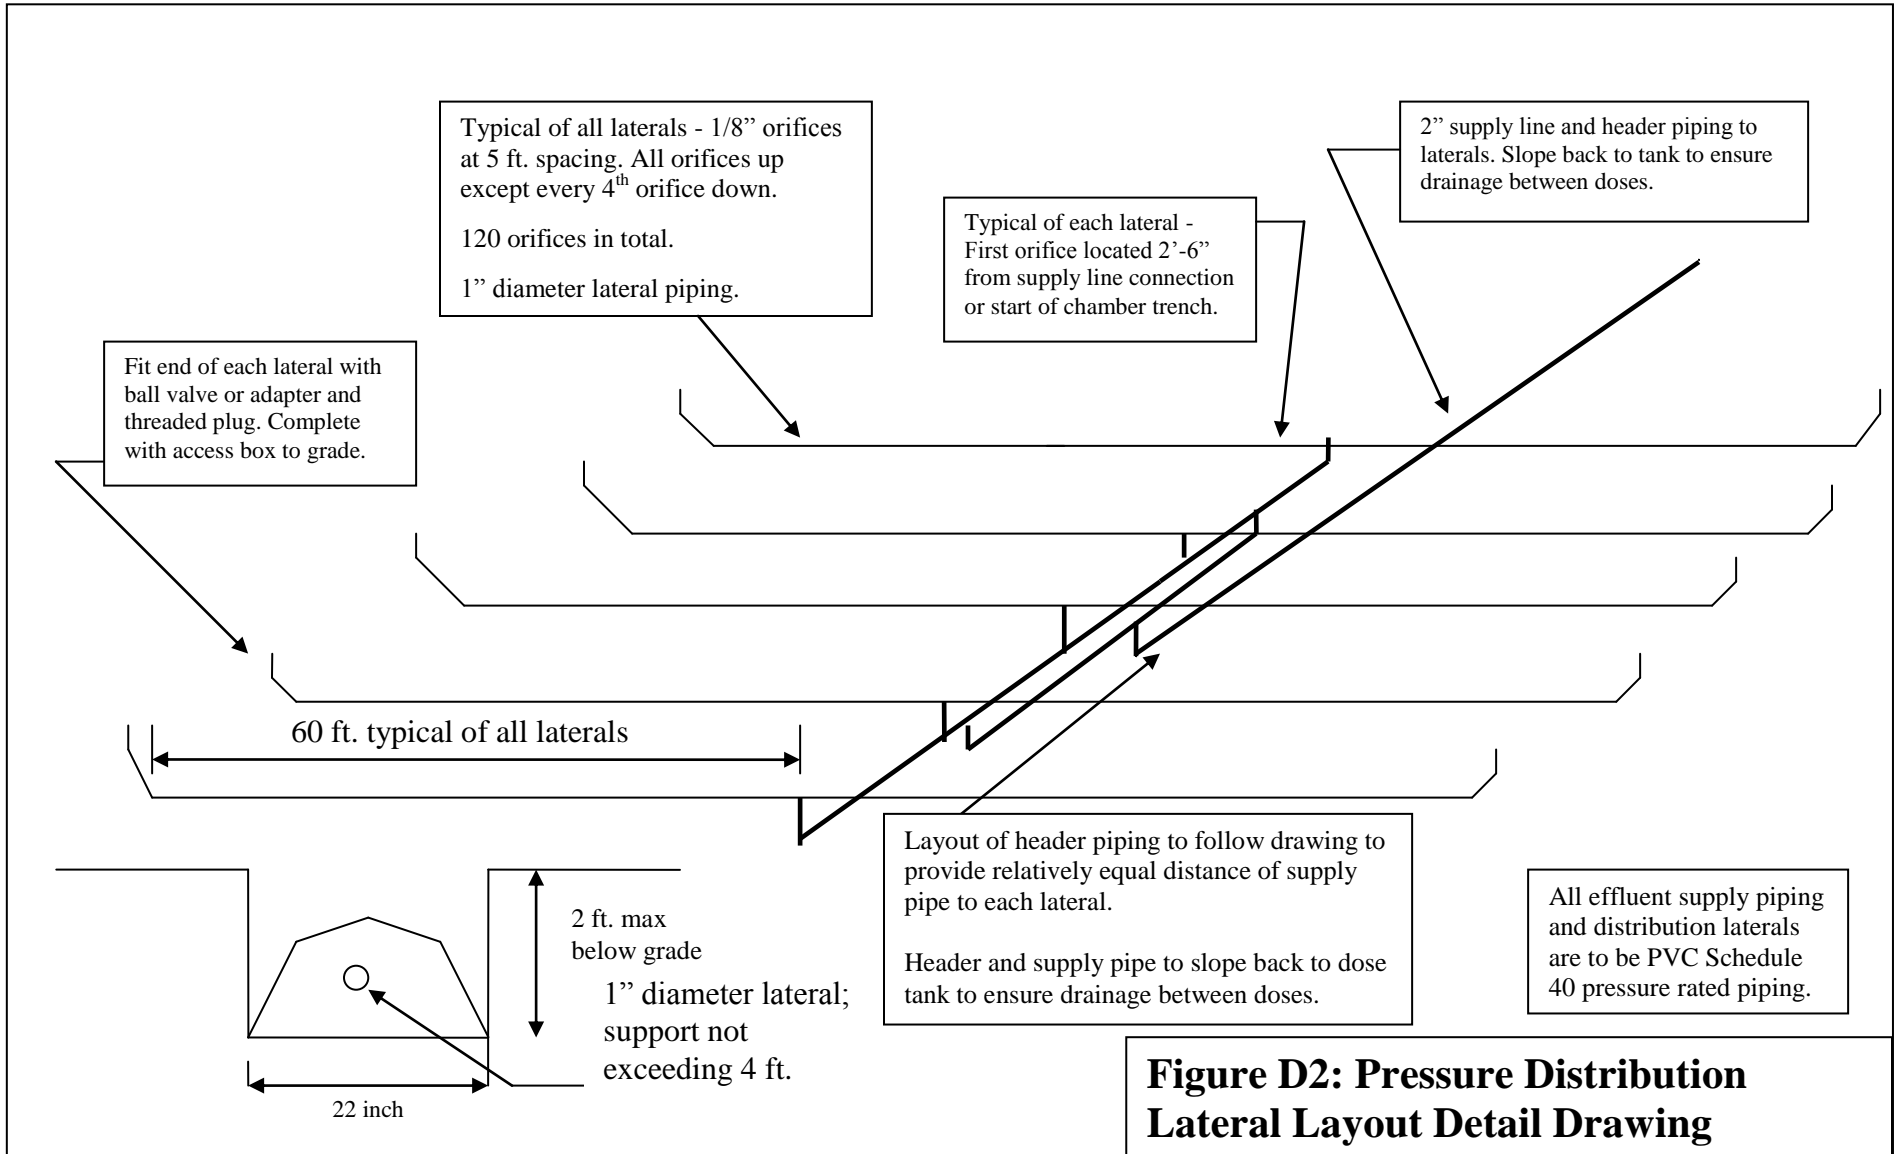 Typical of all laterals - 1/8” orifices
at 5 ft. spacing. All orifices up
except every 4th orifice down.
120 orifices in total.
1” diameter lateral piping.
2” supply line and header piping to
laterals. Slope back to tank to ensure
drainage between doses.
Typical of each lateral -
First orifice located 2’-6”
from supply line connection
or start of chamber trench.
Fit end of each lateral with
ball valve or adapter and
threaded plug. Complete
with access box to grade.
60 ft. typical of all laterals
Layout of header piping to follow drawing to
provide relatively equal distance of supply
pipe to each lateral.
Header and supply pipe to slope back to dose
tank to ensure drainage between doses.
All effluent supply piping
and distribution laterals
are to be PVC Schedule
40 pressure rated piping.
2 ft. max
below grade
1” diameter lateral;
support not
exceeding 4 ft.
22 inch
Figure D2: Pressure Distribution
Lateral Layout Detail Drawing